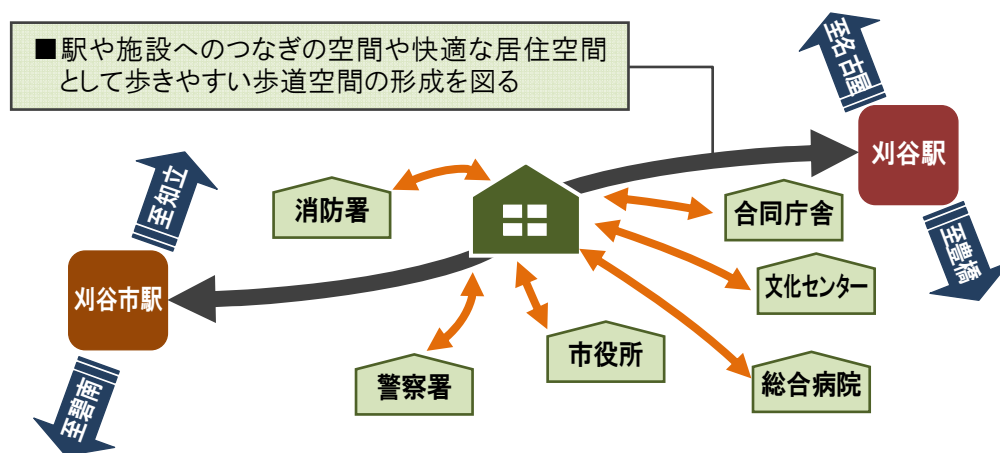 ■駅や施設へのつなぎの空間や快適な居住空間
として歩きやすい歩道空間の形成を図る
至名古屋
刈谷駅
至知立
消防署
合同庁舎
至豊橋
刈谷市駅
文化センター
市役所
警察署
総合病院
至碧南